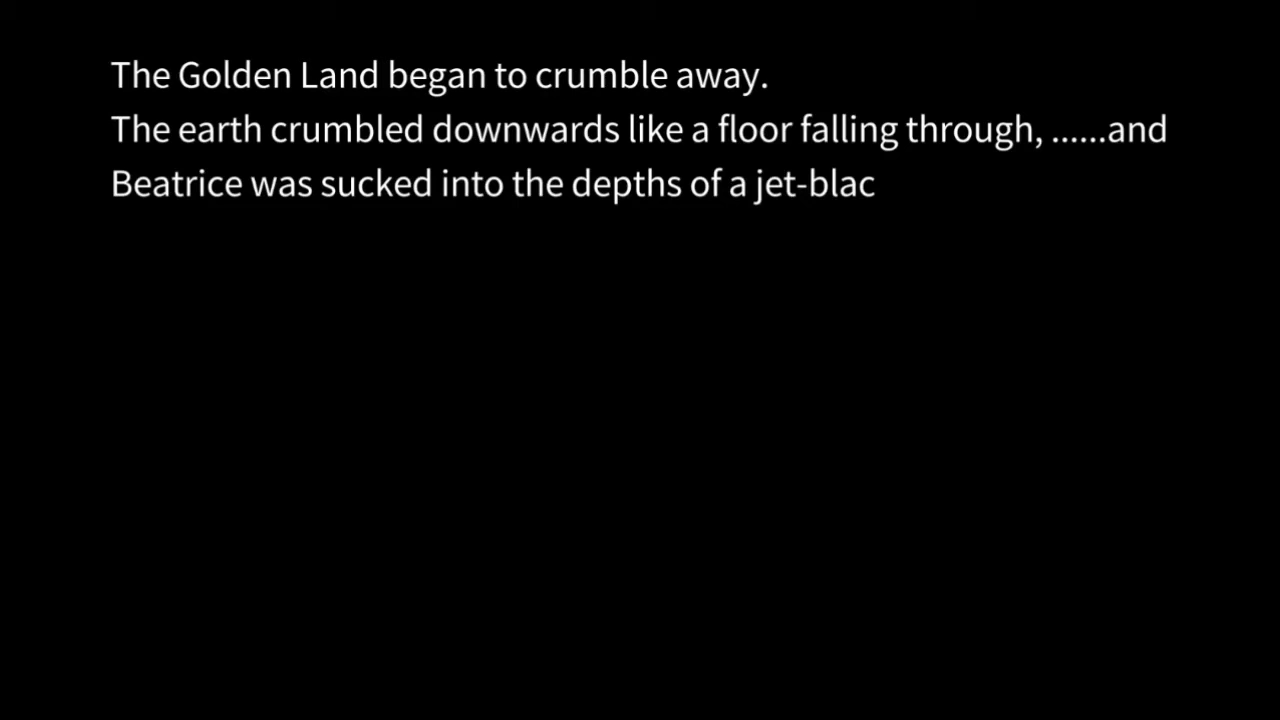 The Golden Land began to crumble away.
The earth crumbled downwards like a floor falling through, ......and
Beatrice was sucked into the depths of a jet-blac